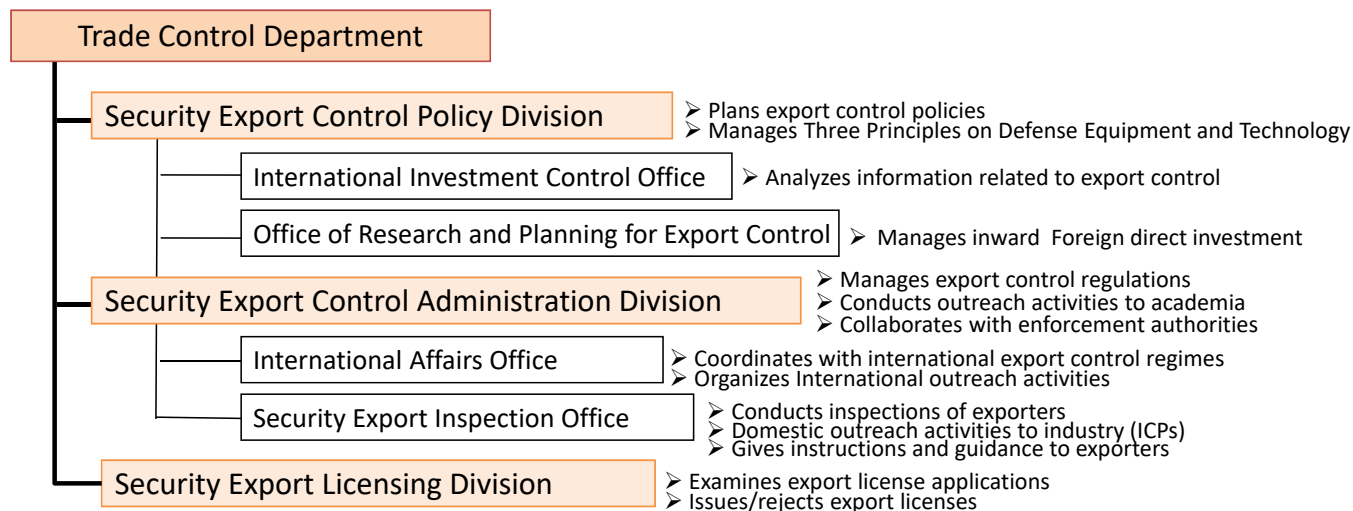 Trade Control Department
Security Export Control Policy Division
➢ Plans export control policies
➢ Manages Three Principles on Defense Equipment and Technology
International Investment Control Office
➢ Analyzes information related to export control
Office of Research and Planning for Export Control
➢ Manages inward Foreign direct investment
Security Export Control Administration Division
➢ Manages export control regulations
➢ Conducts outreach activities to academia
➢ Collaborates with enforcement authorities
International Affairs Office
➢ Coordinates with international export control regimes
➢ Organizes International outreach activities
Security Export Inspection Office
➢ Conducts inspections of exporters
➢ Domestic outreach activities to industry (ICPs)
➢ Gives instructions and guidance to exporters
Security Export Licensing Division
➢ Examines export license applications
➢ Issues/rejects export licenses